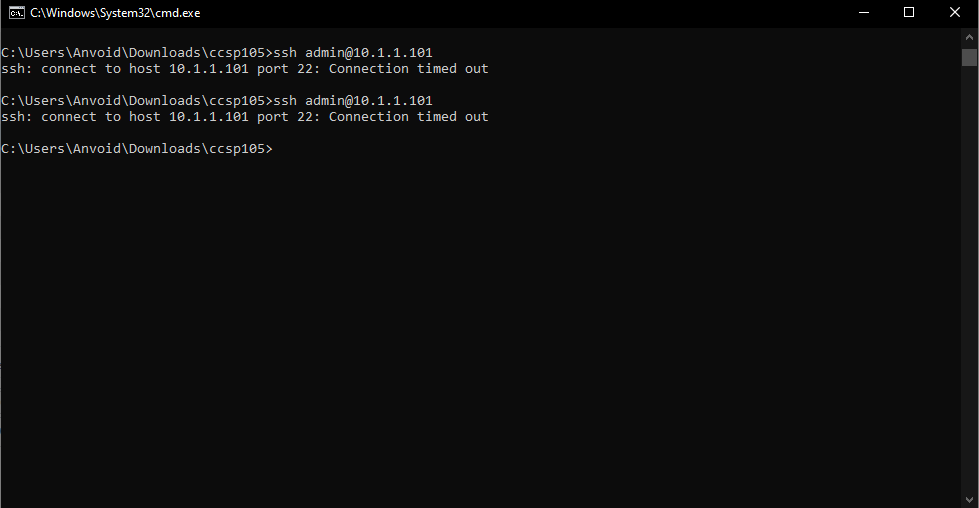 C:\Windows\System32\cmd.exe
C:\Users\Anvoid\Downloads\ccsp105>ssh admin@10.1.1.101
ssh: connect to host 10.1.1.101 port 22: Connection timed out
C:\Users\Anvoid\Downloads\ccsp105>ssh admin@10.1.1.101
ssh: connect to host 10.1.1.101 port 22: Connection timed out
C:\Users\Anvoid\Downloads\ccsp105>